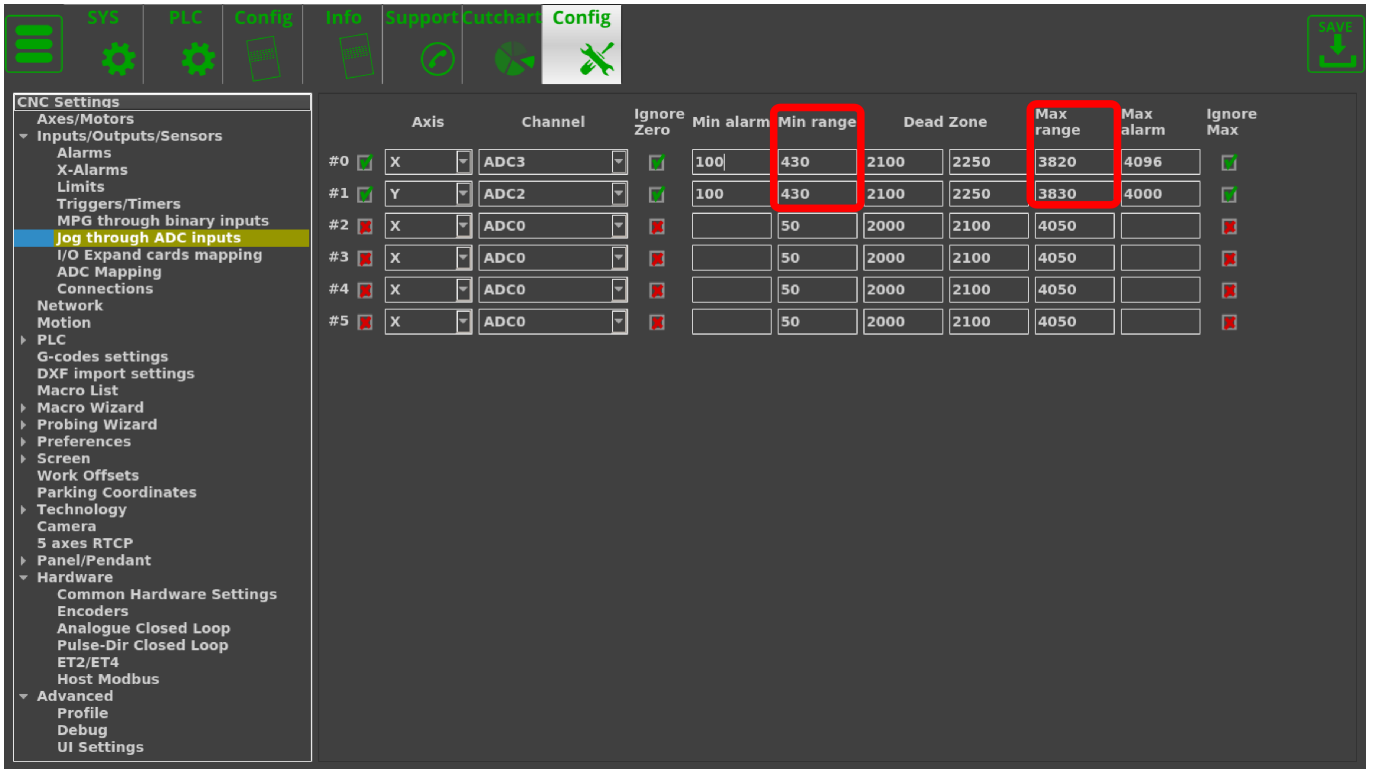 SYS PLC Config Info Support Cutchart Config SAVE
CNC Settings
Axes/Motors
Inputs/Outputs/Sensors
Alarms
X-Alarms
Limits
Triggers/Timers
MPG through binary inputs
Jog through ADC inputs
I/O Expand cards mapping
ADC Mapping
Connections
Network
Motion
PLC
G-codes settings
DXF import settings
Macro List
Macro Wizard
Probing Wizard
Preferences
Screen
Work Offsets
Parking Coordinates
Technology
Camera
5 axes RTCP
Panel/Pendant
Hardware
Common Hardware Settings
Encoders
Analogue Closed Loop
Pulse-Dir Closed Loop
ET2/ET4
Host Modbus
Advanced
Profile
Debug
UI Settings
Axis Channel Ignore Zero Min alarm Min range Dead Zone Max range Max alarm Ignore Max
#0 X ADC3 100 430 2100 2250 3820 4096
#1 Y ADC2 100 430 2100 2250 3830 4000
#2 X ADC0 50 2000 2100 4050
#3 X ADC0 50 2000 2100 4050
#4 X ADC0 50 2000 2100 4050
#5 X ADC0 50 2000 2100 4050